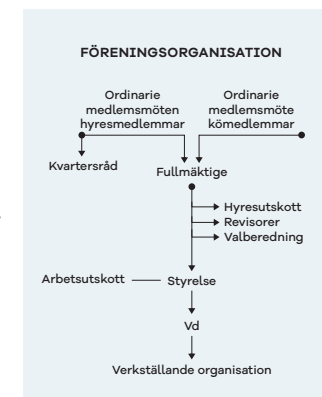 FÖRENINGSORGANISATION
Ordinarie
medlemsmöten
hyresmedlemmar
Ordinarie
medlemsmöte
kömedlemmar
Kvartersråd
Fullmäktige
Hyresutskott
Revisorer
Valberedning
Arbetsutskott
Styrelse
Vd
Verkställande organisation